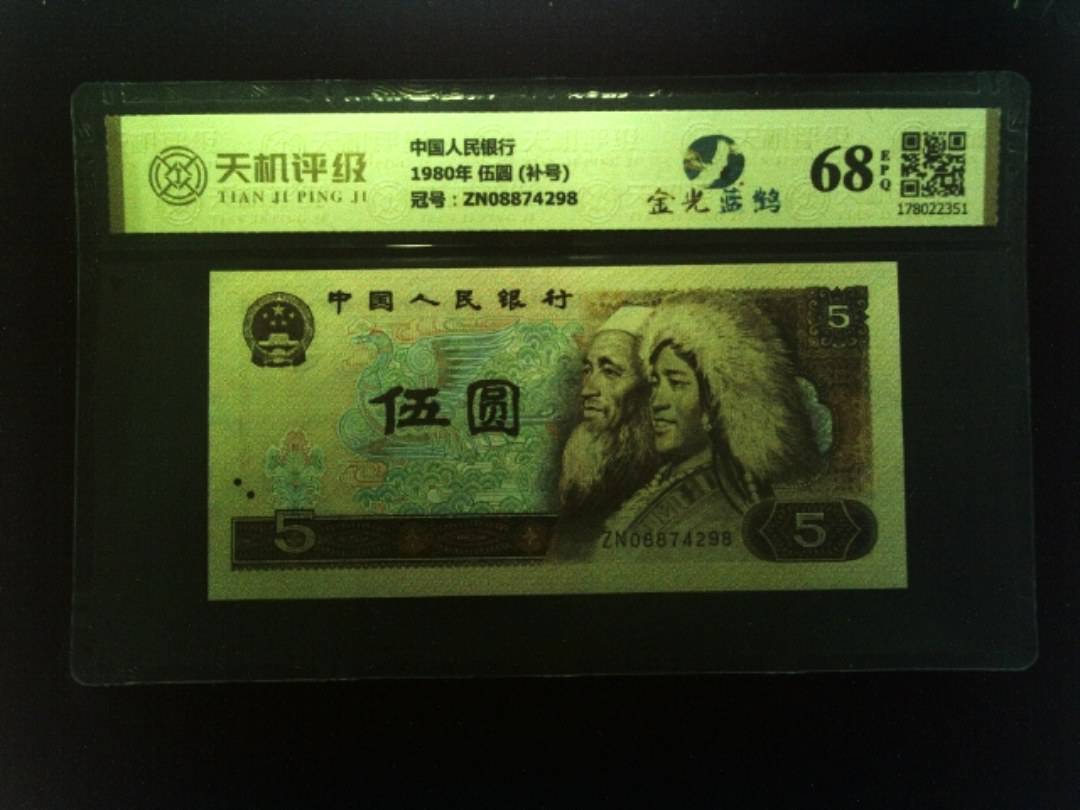 天机评级
TIAN JI PING JI
中国人民银行
1980年 伍圆 (补号)
冠号：ZN08874298
金光蓝鹤
68
EPQ
178022351
中国人民银行
5
伍圆
5
ZN08874298
5